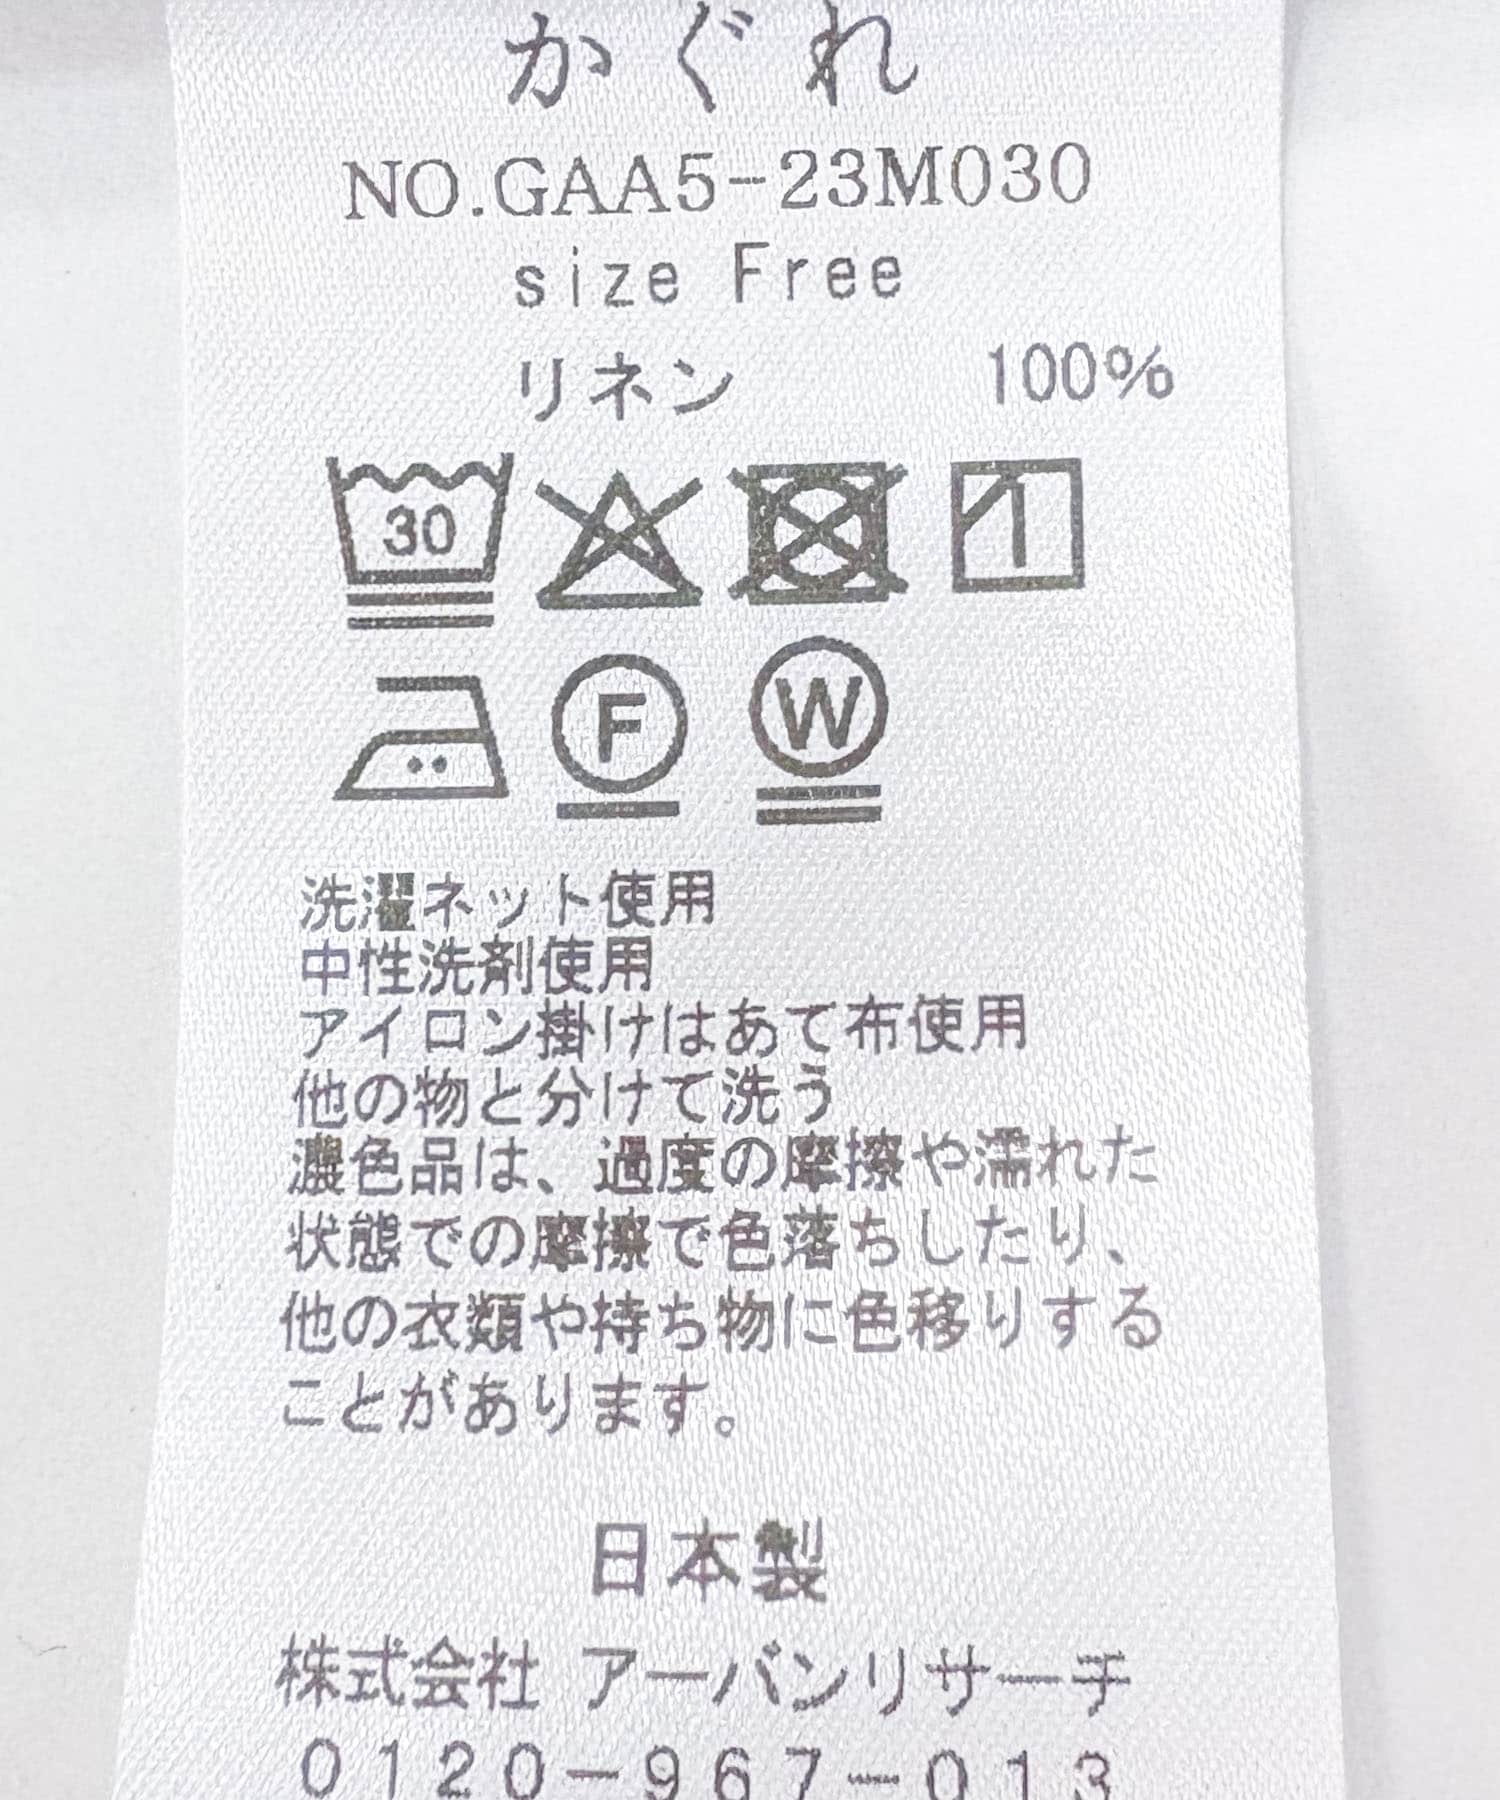 かぐれ
NO.GAA5-23M030
size Free
リネン 100%
30
F W
洗濯ネット使用
中性洗剤使用
アイロン掛けはあて布使用
他の物と分けて洗う
濃色品は、過度の摩擦や濡れた
状態での摩擦で色落ちしたり、
他の衣類や持ち物に色移りする
ことがあります。
日本製
株式会社 アーバンリサーチ
0120-967-013